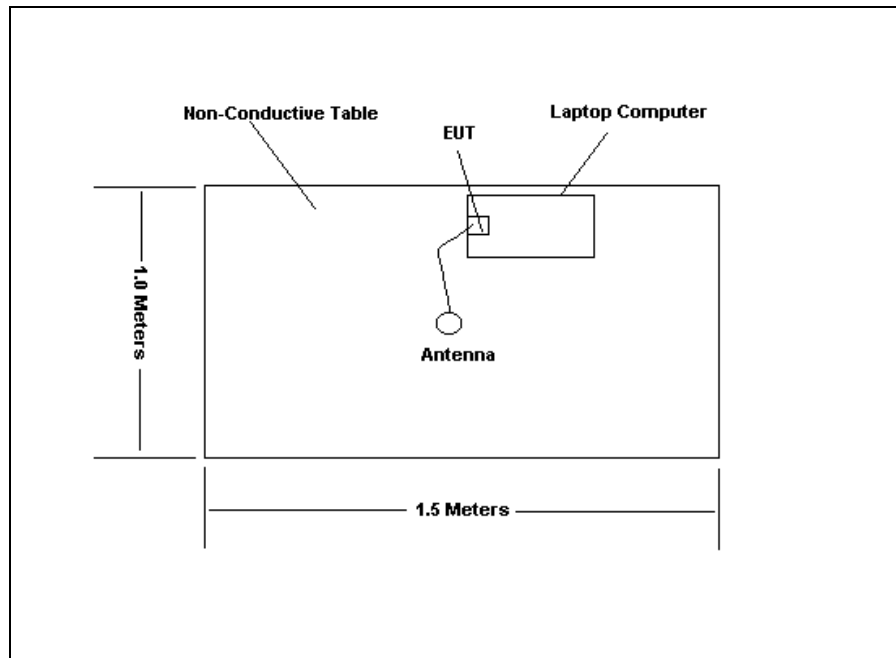 Non-Conductive Table
Laptop Computer
EUT
1.0 Meters
Antenna
1.5 Meters